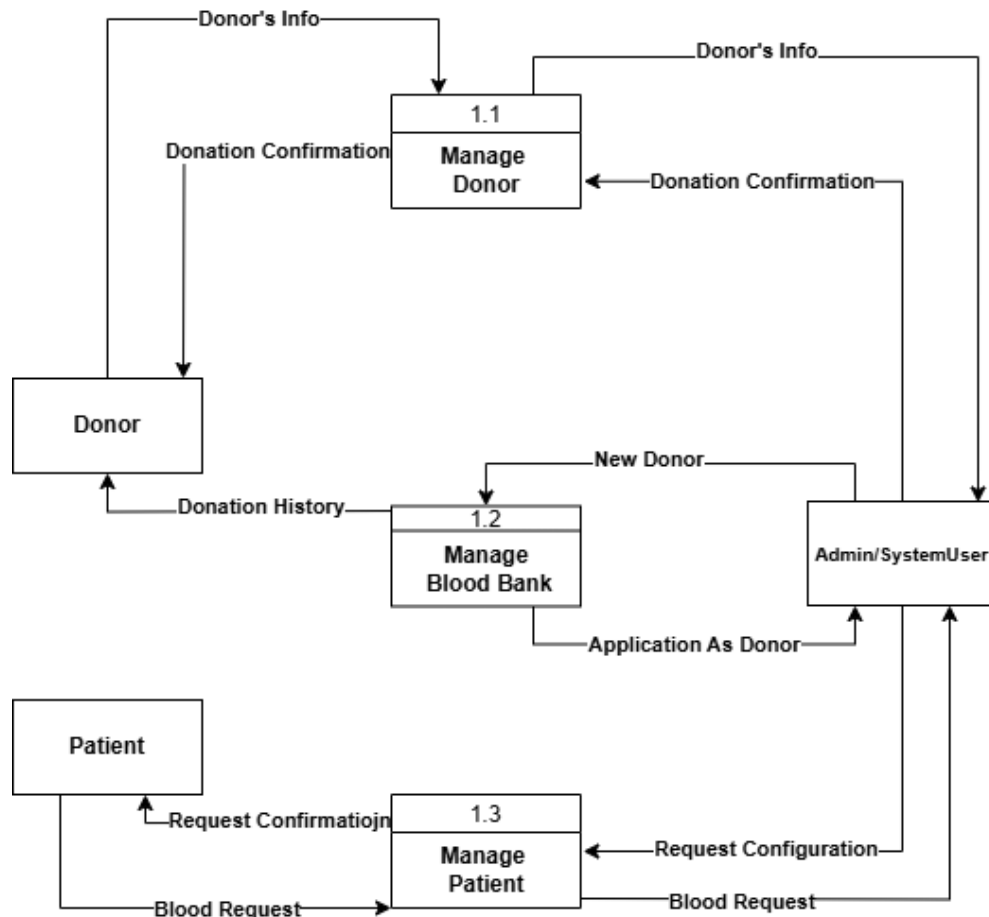 Donor's Info
Donor's Info
1.1
Manage
Donor
Donation Confirmation
Donation Confirmation
Donor
New Donor
Donation History
1.2
Manage
Blood Bank
Admin/SystemUser
Application As Donor
Patient
Request Confirmatiojn
1.3
Manage
Patient
Request Configuration
Blood Request
Blood Request